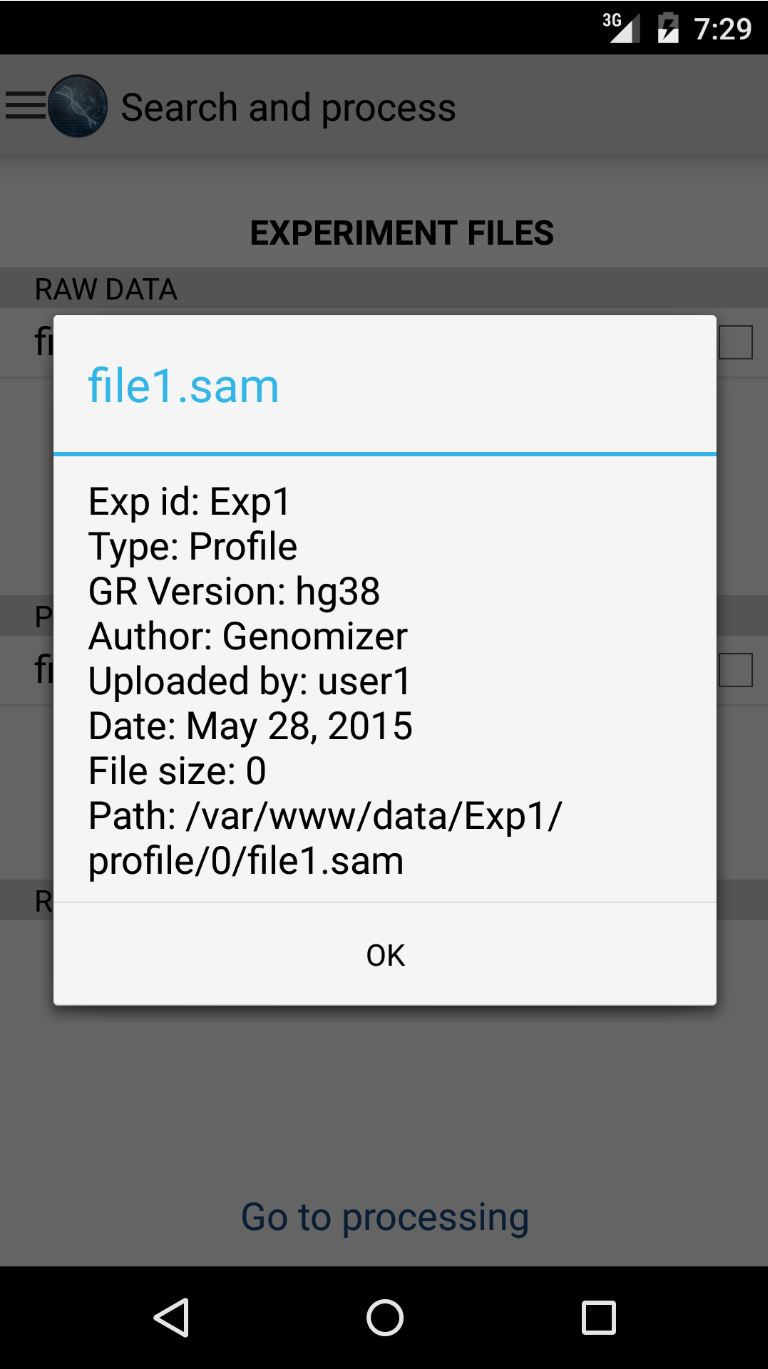 3G 7:29
Search and process
EXPERIMENT FILES
RAW DATA
file1.sam
Exp id: Exp1
Type: Profile
GR Version: hg38
Author: Genomizer
Uploaded by: user1
Date: May 28, 2015
File size: 0
Path: /var/www/data/Exp1/
profile/0/file1.sam
OK
Go to processing